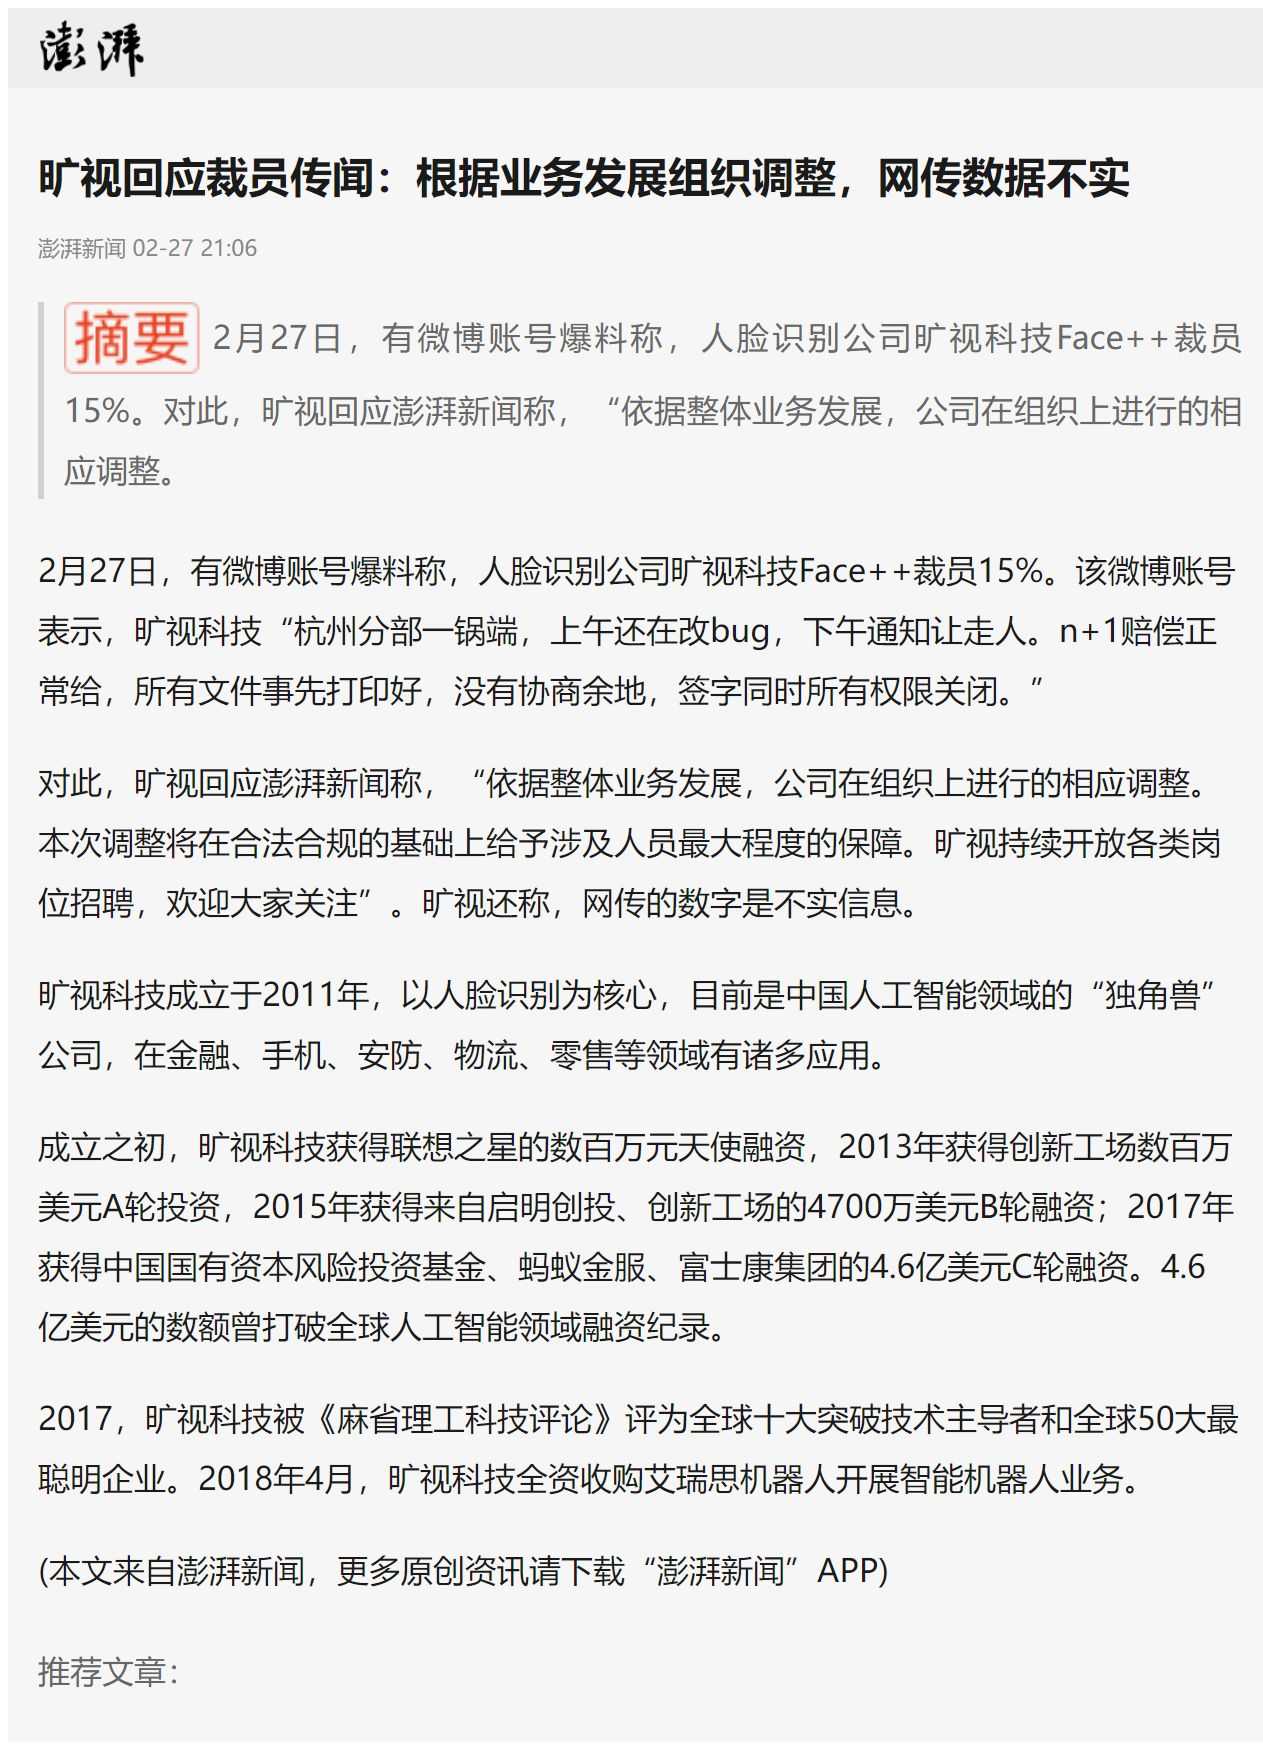 澎湃
旷视回应裁员传闻：根据业务发展组织调整，网传数据不实
澎湃新闻 02-27 21:06
摘要 2月27日，有微博账号爆料称，人脸识别公司旷视科技Face++裁员
15%。对此，旷视回应澎湃新闻称，“依据整体业务发展，公司在组织上进行的相
应调整。
2月27日，有微博账号爆料称，人脸识别公司旷视科技Face++裁员15%。该微博账号
表示，旷视科技“杭州分部一锅端，上午还在改bug，下午通知让走人。n+1赔偿正
常给，所有文件事先打印好，没有协商余地，签字同时所有权限关闭。”
对此，旷视回应澎湃新闻称，“依据整体业务发展，公司在组织上进行的相应调整。
本次调整将在合法合规的基础上给予涉及人员最大程度的保障。旷视持续开放各类岗
位招聘，欢迎大家关注”。旷视还称，网传的数字是不实信息。
旷视科技成立于2011年，以人脸识别为核心，目前是中国人工智能领域的“独角兽”
公司，在金融、手机、安防、物流、零售等领域有诸多应用。
成立之初，旷视科技获得联想之星的数百万元天使融资，2013年获得创新工场数百万
美元A轮投资，2015年获得来自启明创投、创新工场的4700万美元B轮融资；2017年
获得中国国有资本风险投资基金、蚂蚁金服、富士康集团的4.6亿美元C轮融资。4.6
亿美元的数额曾打破全球人工智能领域融资纪录。
2017，旷视科技被《麻省理工科技评论》评为全球十大突破技术主导者和全球50大最
聪明企业。2018年4月，旷视科技全资收购艾瑞思机器人开展智能机器人业务。
(本文来自澎湃新闻，更多原创资讯请下载“澎湃新闻”APP)
推荐文章：